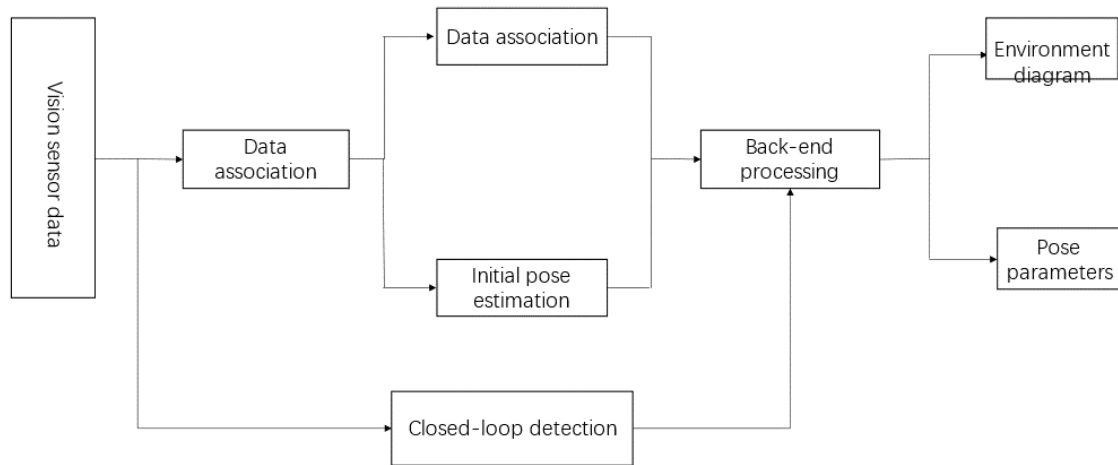 Vision sensor data
Data
association
Data association
Initial pose
estimation
Closed-loop detection
Back-end
processing
Environment
diagram
Pose
parameters